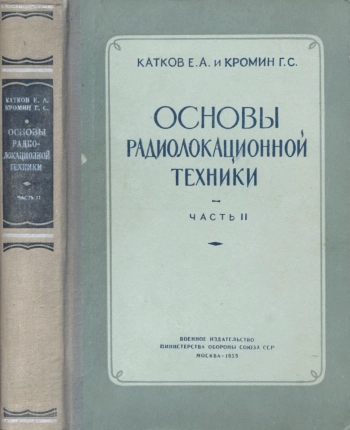 КАТКОВ Е. А.
КРОМИН Г. С.
ОСНОВЫ
РАДИО-
ЛОКАЦИОННОЙ
ТЕХНИКИ
ЧАСТЬ II
КАТКОВ Е.А. И КРОМИН Г.С.
ОСНОВЫ
РАДИОЛОКАЦИОННОЙ
ТЕХНИКИ
ЧАСТЬ II
ВОЕННОЕ ИЗДАТЕЛЬСТВО
МИНИСТЕРСТВА ОБОРОНЫ СОЮЗА ССР
МОСКВА-1959